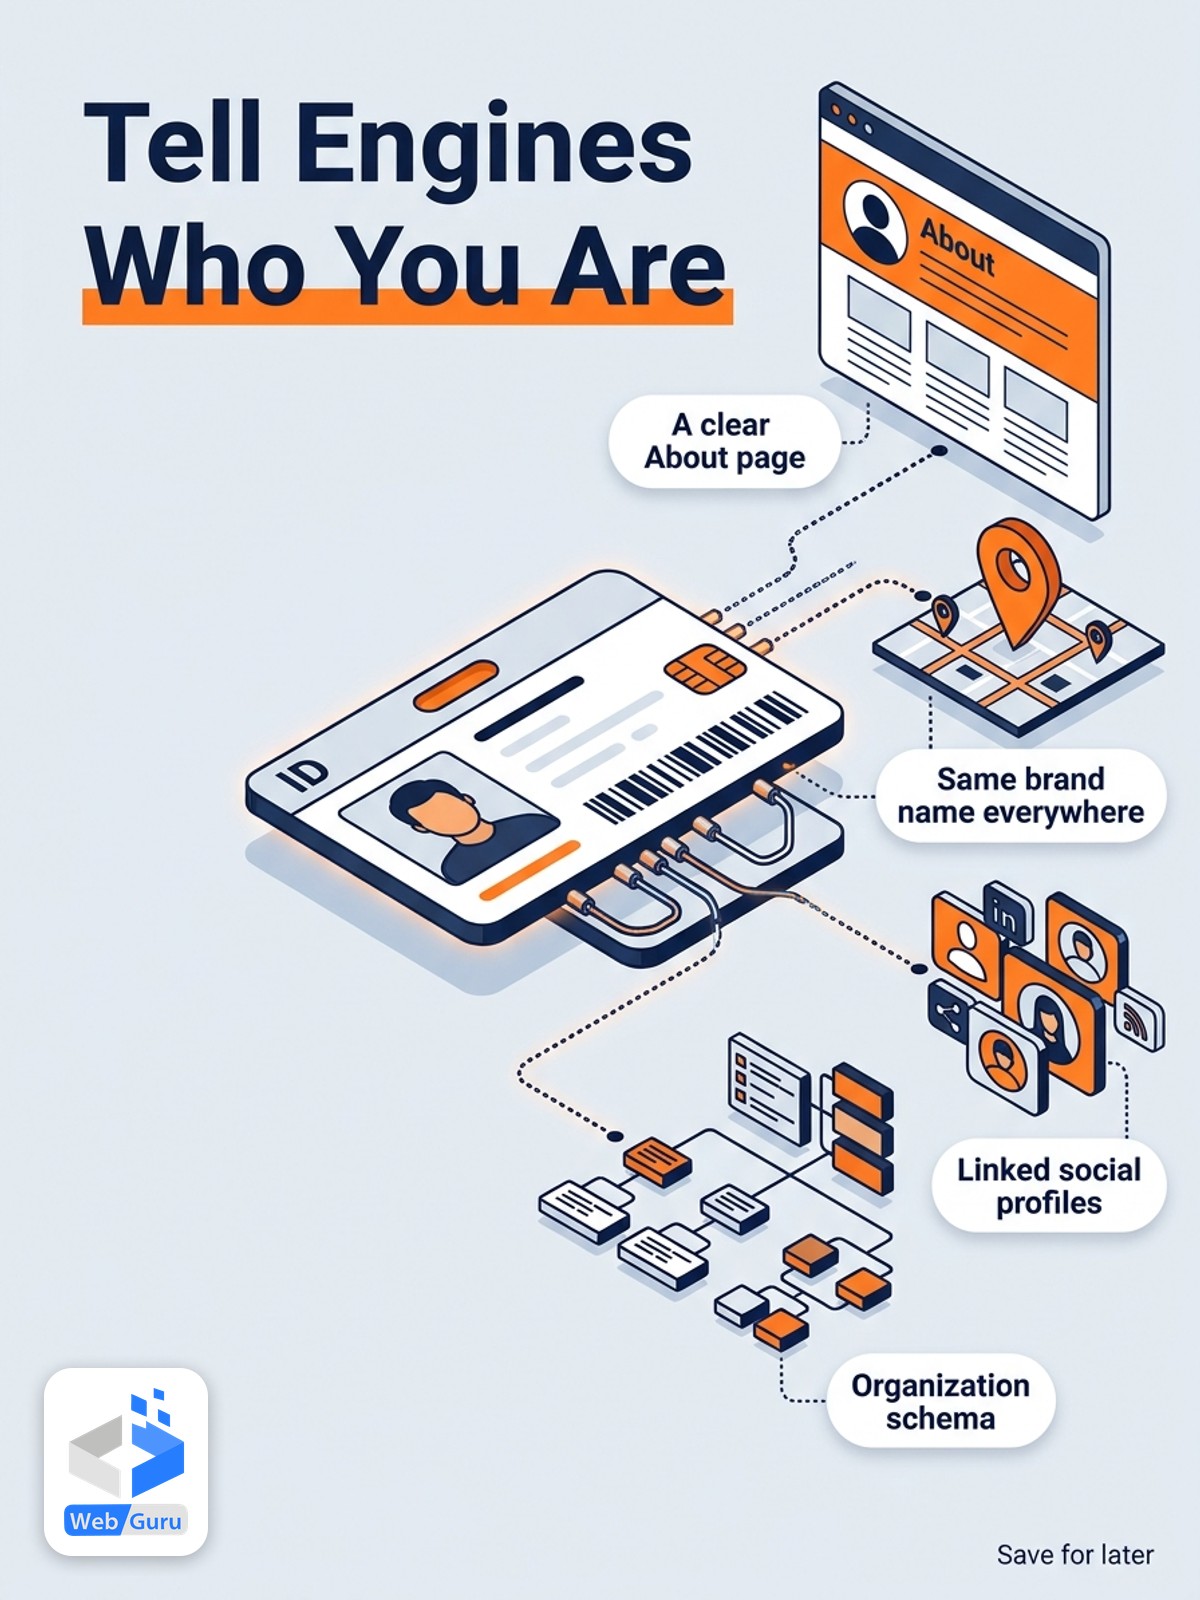 Tell Engines
Who You Are
About
A clear
About page
ID
Same brand
name everywhere
in
Linked social
profiles
Organization
schema
Web Guru
Save for later